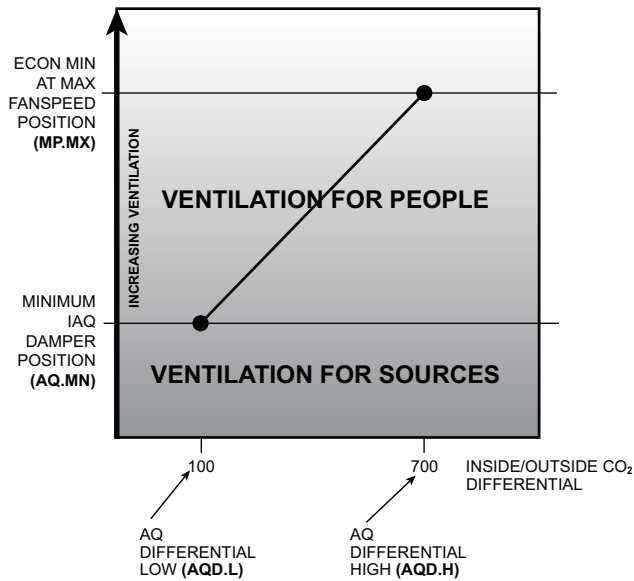 ECON MIN
AT MAX
FANSPEED
POSITION
(MP.MX)
INCREASING VENTILATION
VENTILATION FOR PEOPLE
MINIMUM
IAQ
DAMPER
POSITION
(AQ.MN)
VENTILATION FOR SOURCES
100
700
INSIDE/OUTSIDE CO₂
DIFFERENTIAL
AQ
DIFFERENTIAL
LOW (AQD.L)
AQ
DIFFERENTIAL
HIGH (AQD.H)